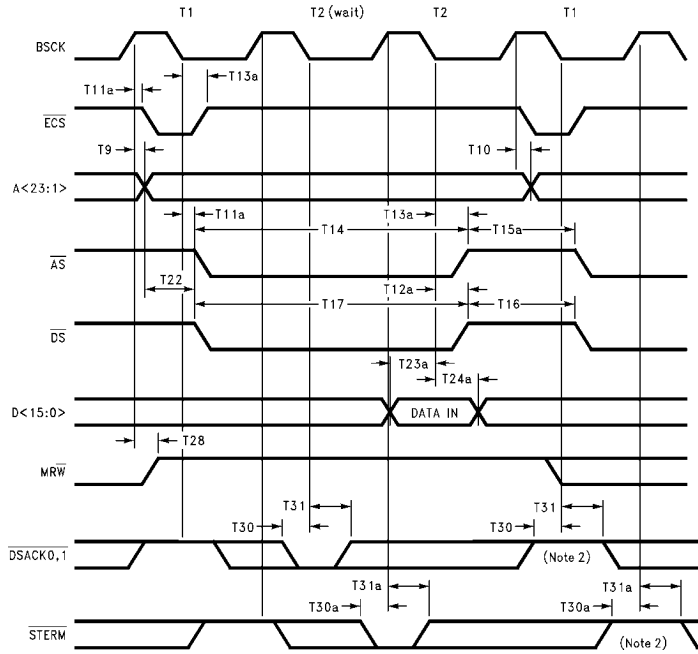 T1 T2 (wait) T2 T1
BSCK
T11a T13a
ECS
T9 T10
A<23:1>
T11a T13a
T14 T15a
AS
T22 T12a
T17 T16
DS
T23a
T24a
D<15:0> DATA IN
T28
MRW
T31 T31
T30 T30
DSACK0,1 (Note 2)
T31a T31a
T30a T30a
STERM (Note 2)